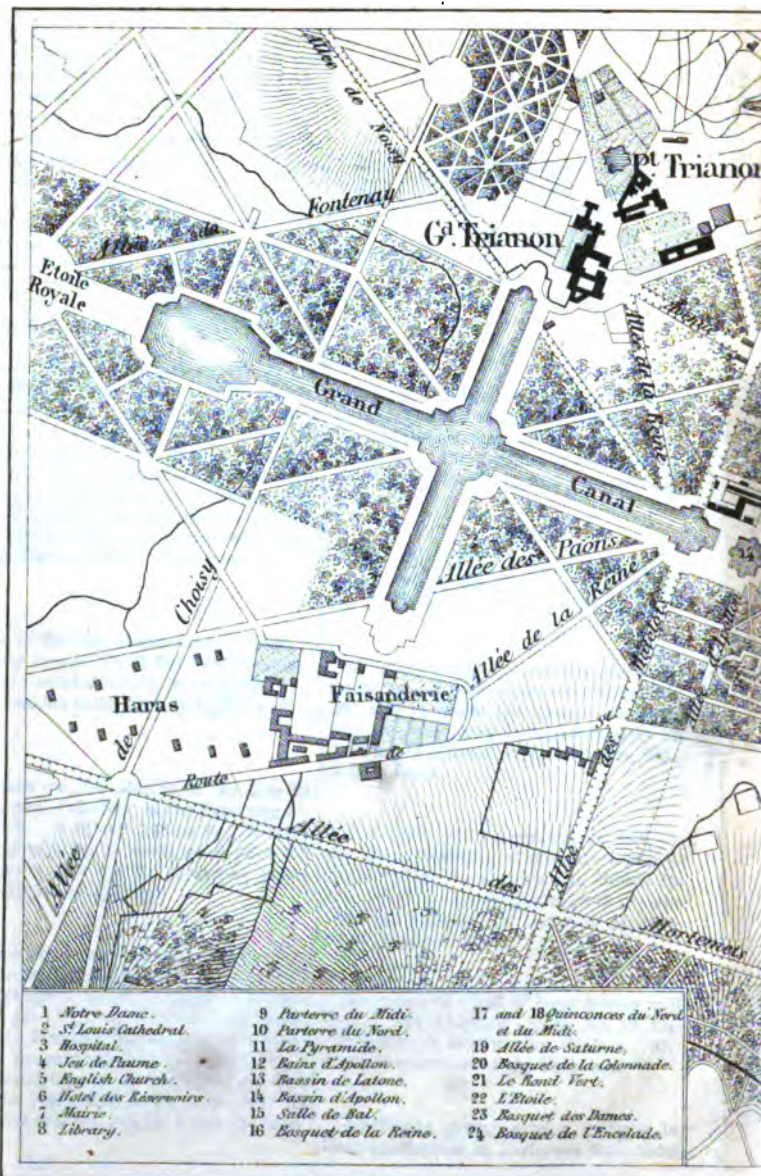 Allée de Noisy
Pt. Trianon
Fontenay
Allée de
Gd. Trianon
Etoile
Royale
Allée de la
Grand
Canal
Choisy
Allée des Paons
Allée de la Reine
Matelots
Faisanderie
Haras
de
Route de
des
Allée
Allée
des
Allée
Mortemets
14
1 Notre Dame.
2 St. Louis Cathedral.
3 Hospital.
4 Jeu de Paume.
5 English Church.
6 Hotel des Réservoirs.
7 Mairie.
8 Library.
9 Parterre du Midi.
10 Parterre du Nord.
11 La Pyramide.
12 Bains d'Apollon.
13 Bassin de Latone.
14 Bassin d'Apollon.
15 Salle de Bal.
16 Bosquet de la Reine.
17 and 18 Quinconces du Nord
et du Midi.
19 Allée de Saturne,
20 Bosquet de la Colonnade.
21 Le Rond Vert.
22 L'Etoile.
23 Bosquet des Dames.
24 Bosquet de l'Encelade.